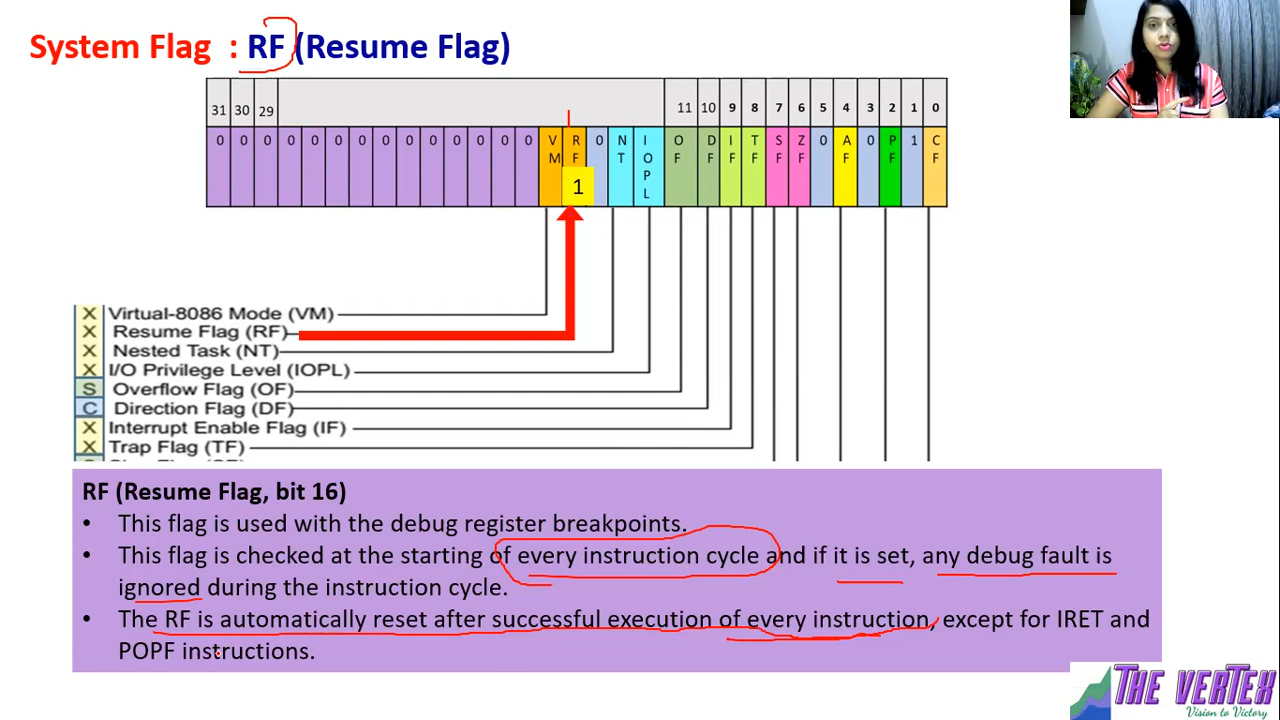 System Flag : RF (Resume Flag)
31 30 29 11 10 9 8 7 6 5 4 3 2 1 0
0 0 0 0 0 0 0 0 0 0 0 0 0 0 VM RF 0 NT IOPL OF DF IF TF SF ZF 0 AF 0 PF 1 CF
1
X Virtual-8086 Mode (VM)
X Resume Flag (RF)
X Nested Task (NT)
X I/O Privilege Level (IOPL)
S Overflow Flag (OF)
C Direction Flag (DF)
X Interrupt Enable Flag (IF)
X Trap Flag (TF)
RF (Resume Flag, bit 16)
• This flag is used with the debug register breakpoints.
• This flag is checked at the starting of every instruction cycle and if it is set, any debug fault is
ignored during the instruction cycle.
• The RF is automatically reset after successful execution of every instruction, except for IRET and
POPF instructions.
THE VERTEX
Vision to Victory